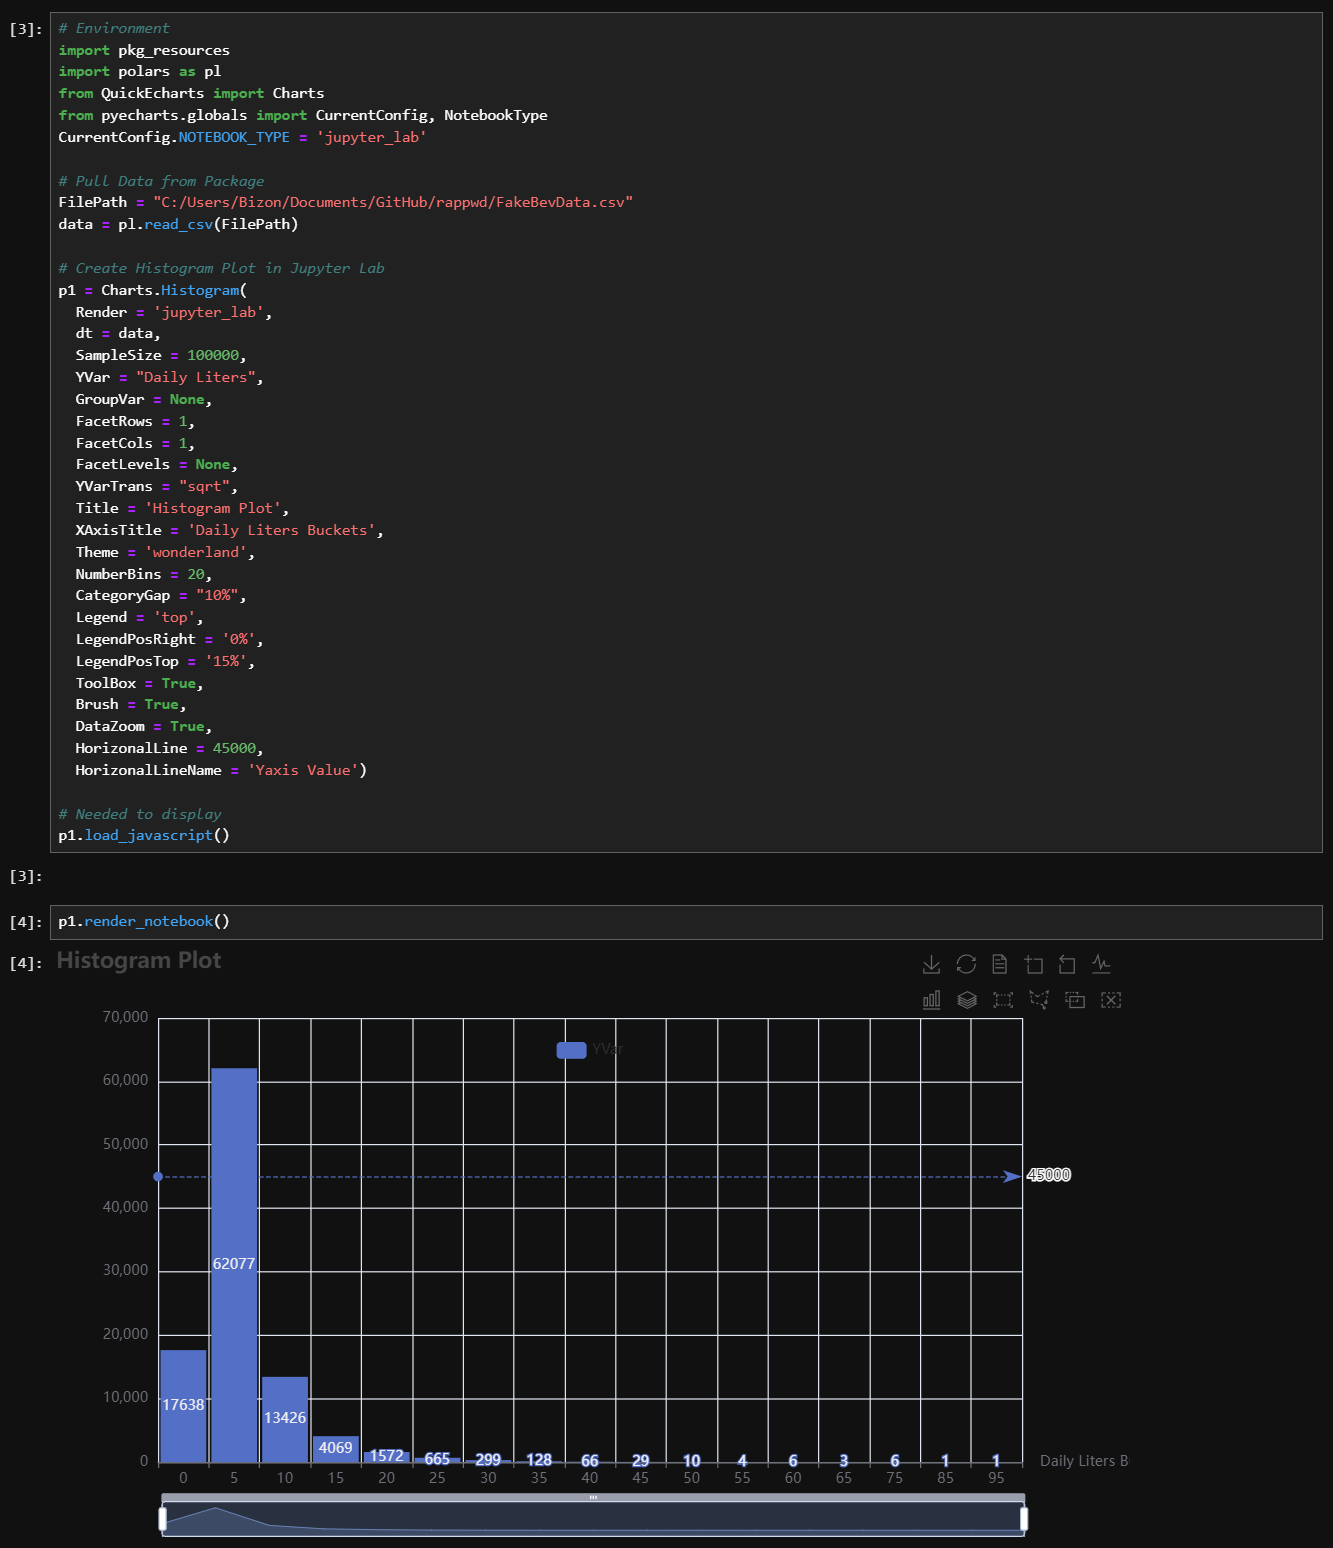 [3]: # Environment
import pkg_resources
import polars as pl
from QuickEcharts import Charts
from pyecharts.globals import CurrentConfig, NotebookType
CurrentConfig.NOTEBOOK_TYPE = 'jupyter_lab'
# Pull Data from Package
FilePath = "C:/Users/Bizon/Documents/GitHub/rappwd/FakeBevData.csv"
data = pl.read_csv(FilePath)
# Create Histogram Plot in Jupyter Lab
p1 = Charts.Histogram(
Render = 'jupyter_lab',
dt = data,
SampleSize = 100000,
YVar = "Daily Liters",
GroupVar = None,
FacetRows = 1,
FacetCols = 1,
FacetLevels = None,
YVarTrans = "sqrt",
Title = 'Histogram Plot',
XAxisTitle = 'Daily Liters Buckets',
Theme = 'wonderland',
NumberBins = 20,
CategoryGap = "10%",
Legend = 'top',
LegendPosRight = '0%',
LegendPosTop = '15%',
ToolBox = True,
Brush = True,
DataZoom = True,
HorizonalLine = 45000,
HorizonalLineName = 'Yaxis Value')
# Needed to display
p1.load_javascript()
[3]:
[4]: p1.render_notebook()
[4]: Histogram Plot
70,000
YVar
60,000
50,000
45000
40,000
30,000
62077
20,000
10,000
17638
13426
4069
1572 665 299 128 66 29 10 4 6 3 6 1 1
0
Daily Liters B
0 5 10 15 20 25 30 35 40 45 50 55 60 65 75 85 95